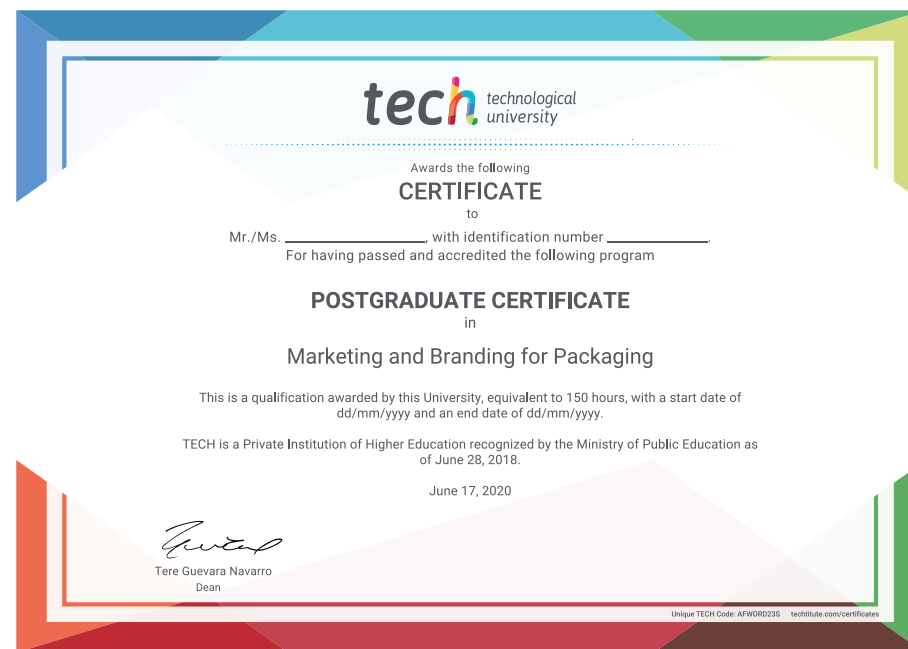 tech technological
university
Awards the following
CERTIFICATE
to
Mr./Ms. ____________________, with identification number _______________.
For having passed and accredited the following program
POSTGRADUATE CERTIFICATE
in
Marketing and Branding for Packaging
This is a qualification awarded by this University, equivalent to 150 hours, with a start date of
dd/mm/yyyy and an end date of dd/mm/yyyy.
TECH is a Private Institution of Higher Education recognized by the Ministry of Public Education as
of June 28, 2018.
June 17, 2020
Tere Guevara Navarro
Dean
Unique TECH Code: AFWORD23S techtitute.com/certificates